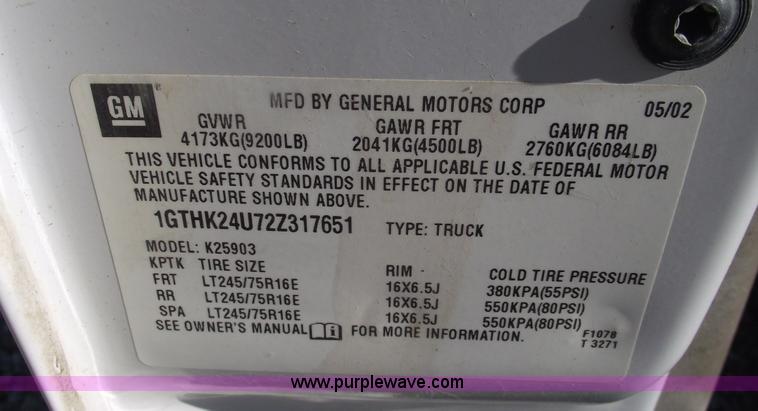 GM
MFD BY GENERAL MOTORS CORP 05/02
GVWR GAWR FRT GAWR RR
4173KG(9200LB) 2041KG(4500LB) 2760KG(6084LB)
THIS VEHICLE CONFORMS TO ALL APPLICABLE U.S. FEDERAL MOTOR
VEHICLE SAFETY STANDARDS IN EFFECT ON THE DATE OF
MANUFACTURE SHOWN ABOVE.
1GTHK24U72Z317651 TYPE: TRUCK
MODEL: K25903
KPTK TIRE SIZE RIM - COLD TIRE PRESSURE
FRT LT245/75R16E 16X6.5J 380KPA(55PSI)
RR LT245/75R16E 16X6.5J 550KPA(80PSI)
SPA LT245/75R16E 16X6.5J 550KPA(80PSI)
SEE OWNER'S MANUAL i FOR MORE INFORMATION. F1078
T 3271
www.purplewave.com